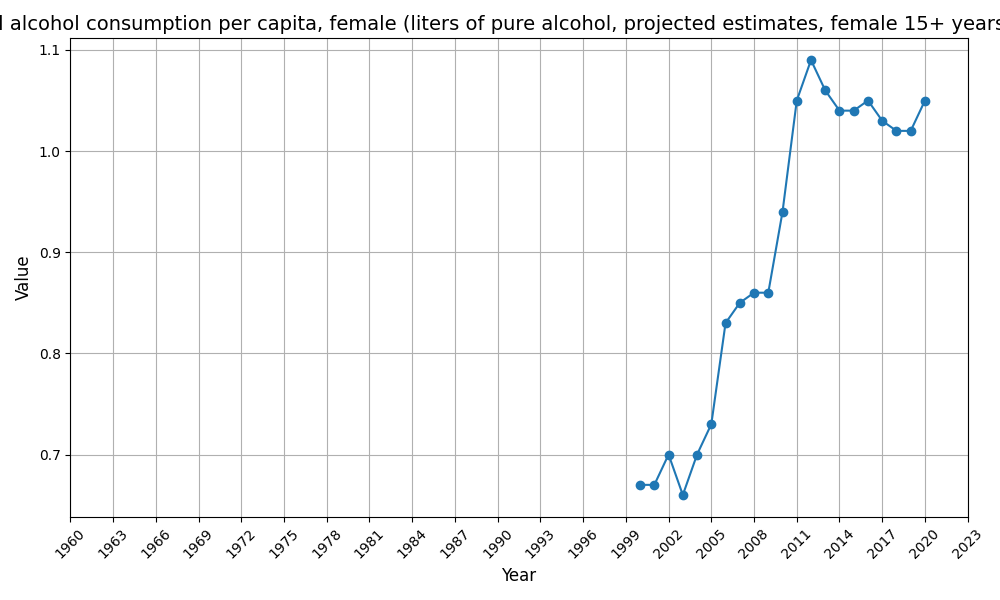 alcohol consumption per capita, female (liters of pure alcohol, projected estimates, female 15+ years
1.1
1.0
0.9
0.8
0.7
Value
1960 1963 1966 1969 1972 1975 1978 1981 1984 1987 1990 1993 1996 1999 2002 2005 2008 2011 2014 2017 2020 2023
Year